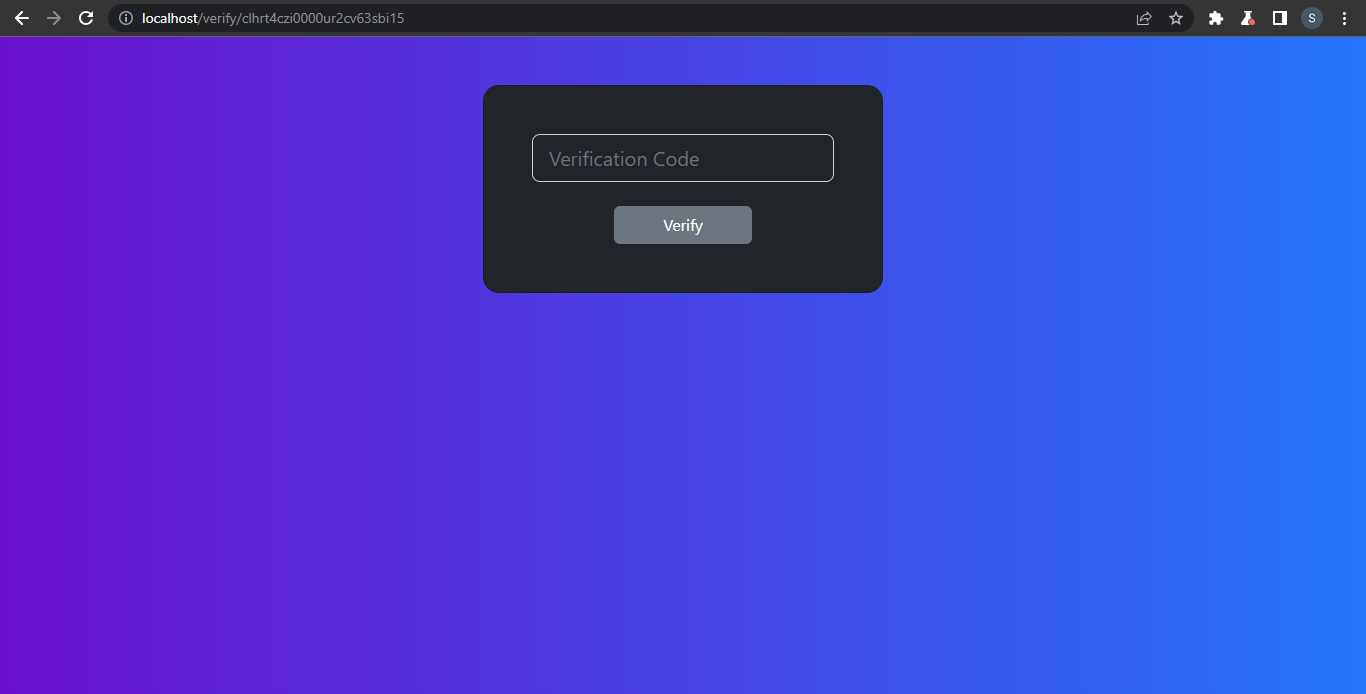 localhost/verify/clhrt4czi0000ur2cv63sbi15
S
Verification Code
Verify